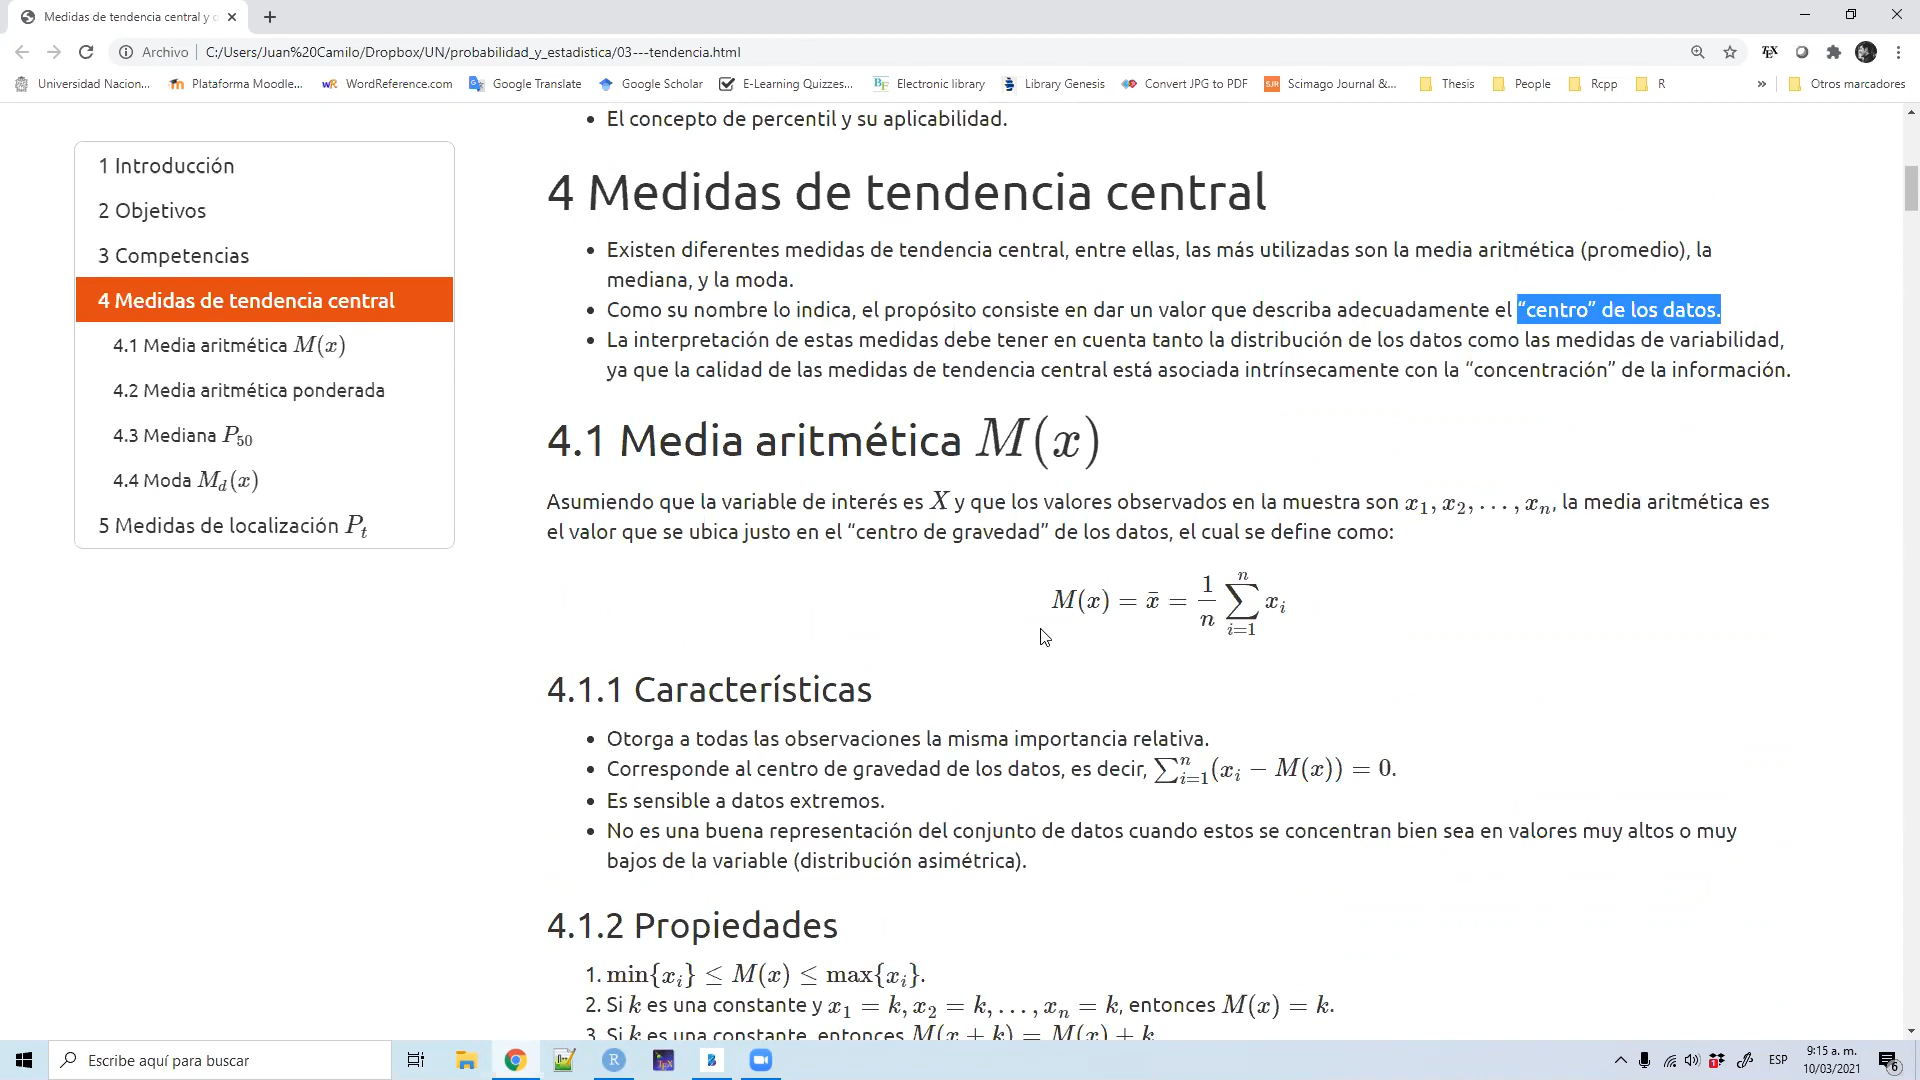 Medidas de tendencia central y d
Archivo C:/Users/Juan%20Camilo/Dropbox/UN/probabilidad_y_estadistica/03---tendencia.html
Universidad Nacion... Plataforma Moodle... WordReference.com Google Translate Google Scholar E-Learning Quizzes... Electronic library Library Genesis Convert JPG to PDF Scimago Journal &... Thesis People Rcpp R » Otros marcadores
1 Introducción
2 Objetivos
3 Competencias
4 Medidas de tendencia central
4.1 Media aritmética M(x)
4.2 Media aritmética ponderada
4.3 Mediana P₅₀
4.4 Moda M_d(x)
5 Medidas de localización P_t
• El concepto de percentil y su aplicabilidad.
4 Medidas de tendencia central
• Existen diferentes medidas de tendencia central, entre ellas, las más utilizadas son la media aritmética (promedio), la
mediana, y la moda.
• Como su nombre lo indica, el propósito consiste en dar un valor que describa adecuadamente el “centro” de los datos.
• La interpretación de estas medidas debe tener en cuenta tanto la distribución de los datos como las medidas de variabilidad,
ya que la calidad de las medidas de tendencia central está asociada intrínsecamente con la “concentración” de la información.
4.1 Media aritmética M(x)
Asumiendo que la variable de interés es X y que los valores observados en la muestra son x₁, x₂, . . . , xₙ, la media aritmética es
el valor que se ubica justo en el “centro de gravedad” de los datos, el cual se define como:
M(x) = x̄ = 1/n ∑_{i=1}^{n} x_i
4.1.1 Características
• Otorga a todas las observaciones la misma importancia relativa.
• Corresponde al centro de gravedad de los datos, es decir, ∑_{i=1}^{n}(x_i − M(x)) = 0.
• Es sensible a datos extremos.
• No es una buena representación del conjunto de datos cuando estos se concentran bien sea en valores muy altos o muy
bajos de la variable (distribución asimétrica).
4.1.2 Propiedades
1. min{x_i} ≤ M(x) ≤ max{x_i}.
2. Si k es una constante y x₁ = k, x₂ = k, . . . , xₙ = k, entonces M(x) = k.
3. Si k es una constante, entonces M(x + k) = M(x) + k
Escribe aquí para buscar
ESP
9:15 a. m.
10/03/2021
6